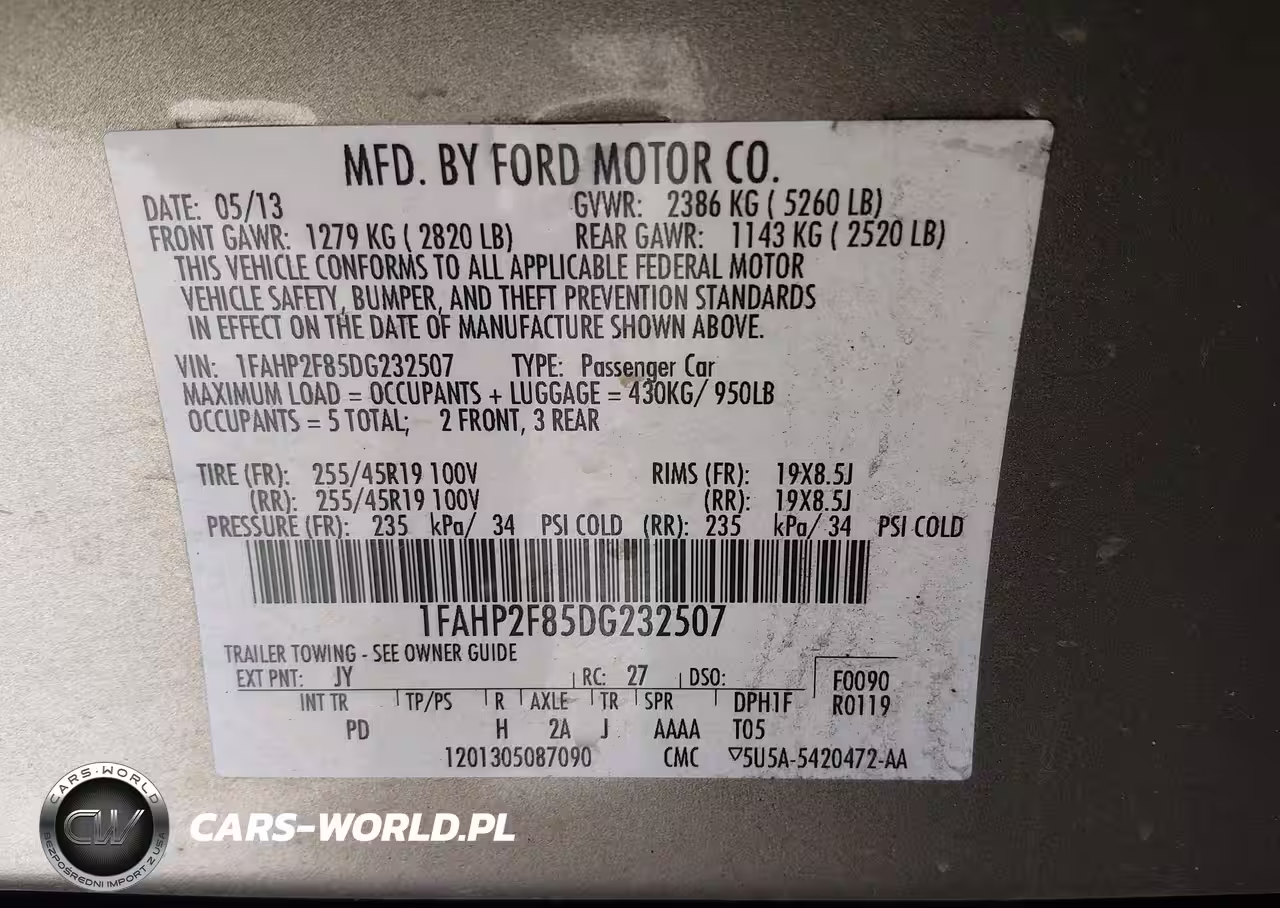 MFD. BY FORD MOTOR CO.
DATE: 05/13 GVWR: 2386 KG ( 5260 LB)
FRONT GAWR: 1279 KG ( 2820 LB) REAR GAWR: 1143 KG ( 2520 LB)
THIS VEHICLE CONFORMS TO ALL APPLICABLE FEDERAL MOTOR
VEHICLE SAFETY, BUMPER, AND THEFT PREVENTION STANDARDS
IN EFFECT ON THE DATE OF MANUFACTURE SHOWN ABOVE.
VIN: 1FAHP2F85DG232507 TYPE: Passenger Car
MAXIMUM LOAD = OCCUPANTS + LUGGAGE = 430KG/ 950LB
OCCUPANTS = 5 TOTAL; 2 FRONT, 3 REAR
TIRE (FR): 255/45R19 100V RIMS (FR): 19X8.5J
(RR): 255/45R19 100V (RR): 19X8.5J
PRESSURE (FR): 235 kPa/ 34 PSI COLD (RR): 235 kPa/ 34 PSI COLD
1FAHP2F85DG232507
TRAILER TOWING - SEE OWNER GUIDE
EXT PNT: JY RC: 27 DSO: F0090
INT TR TP/PS R AXLE TR SPR DPH1F R0119
PD H 2A J AAAA T05
1201305087090 CMC ▽5U5A-5420472-AA
CARS-WORLD
CW
BEZPOŚREDNI IMPORT Z USA
CARS-WORLD.PL